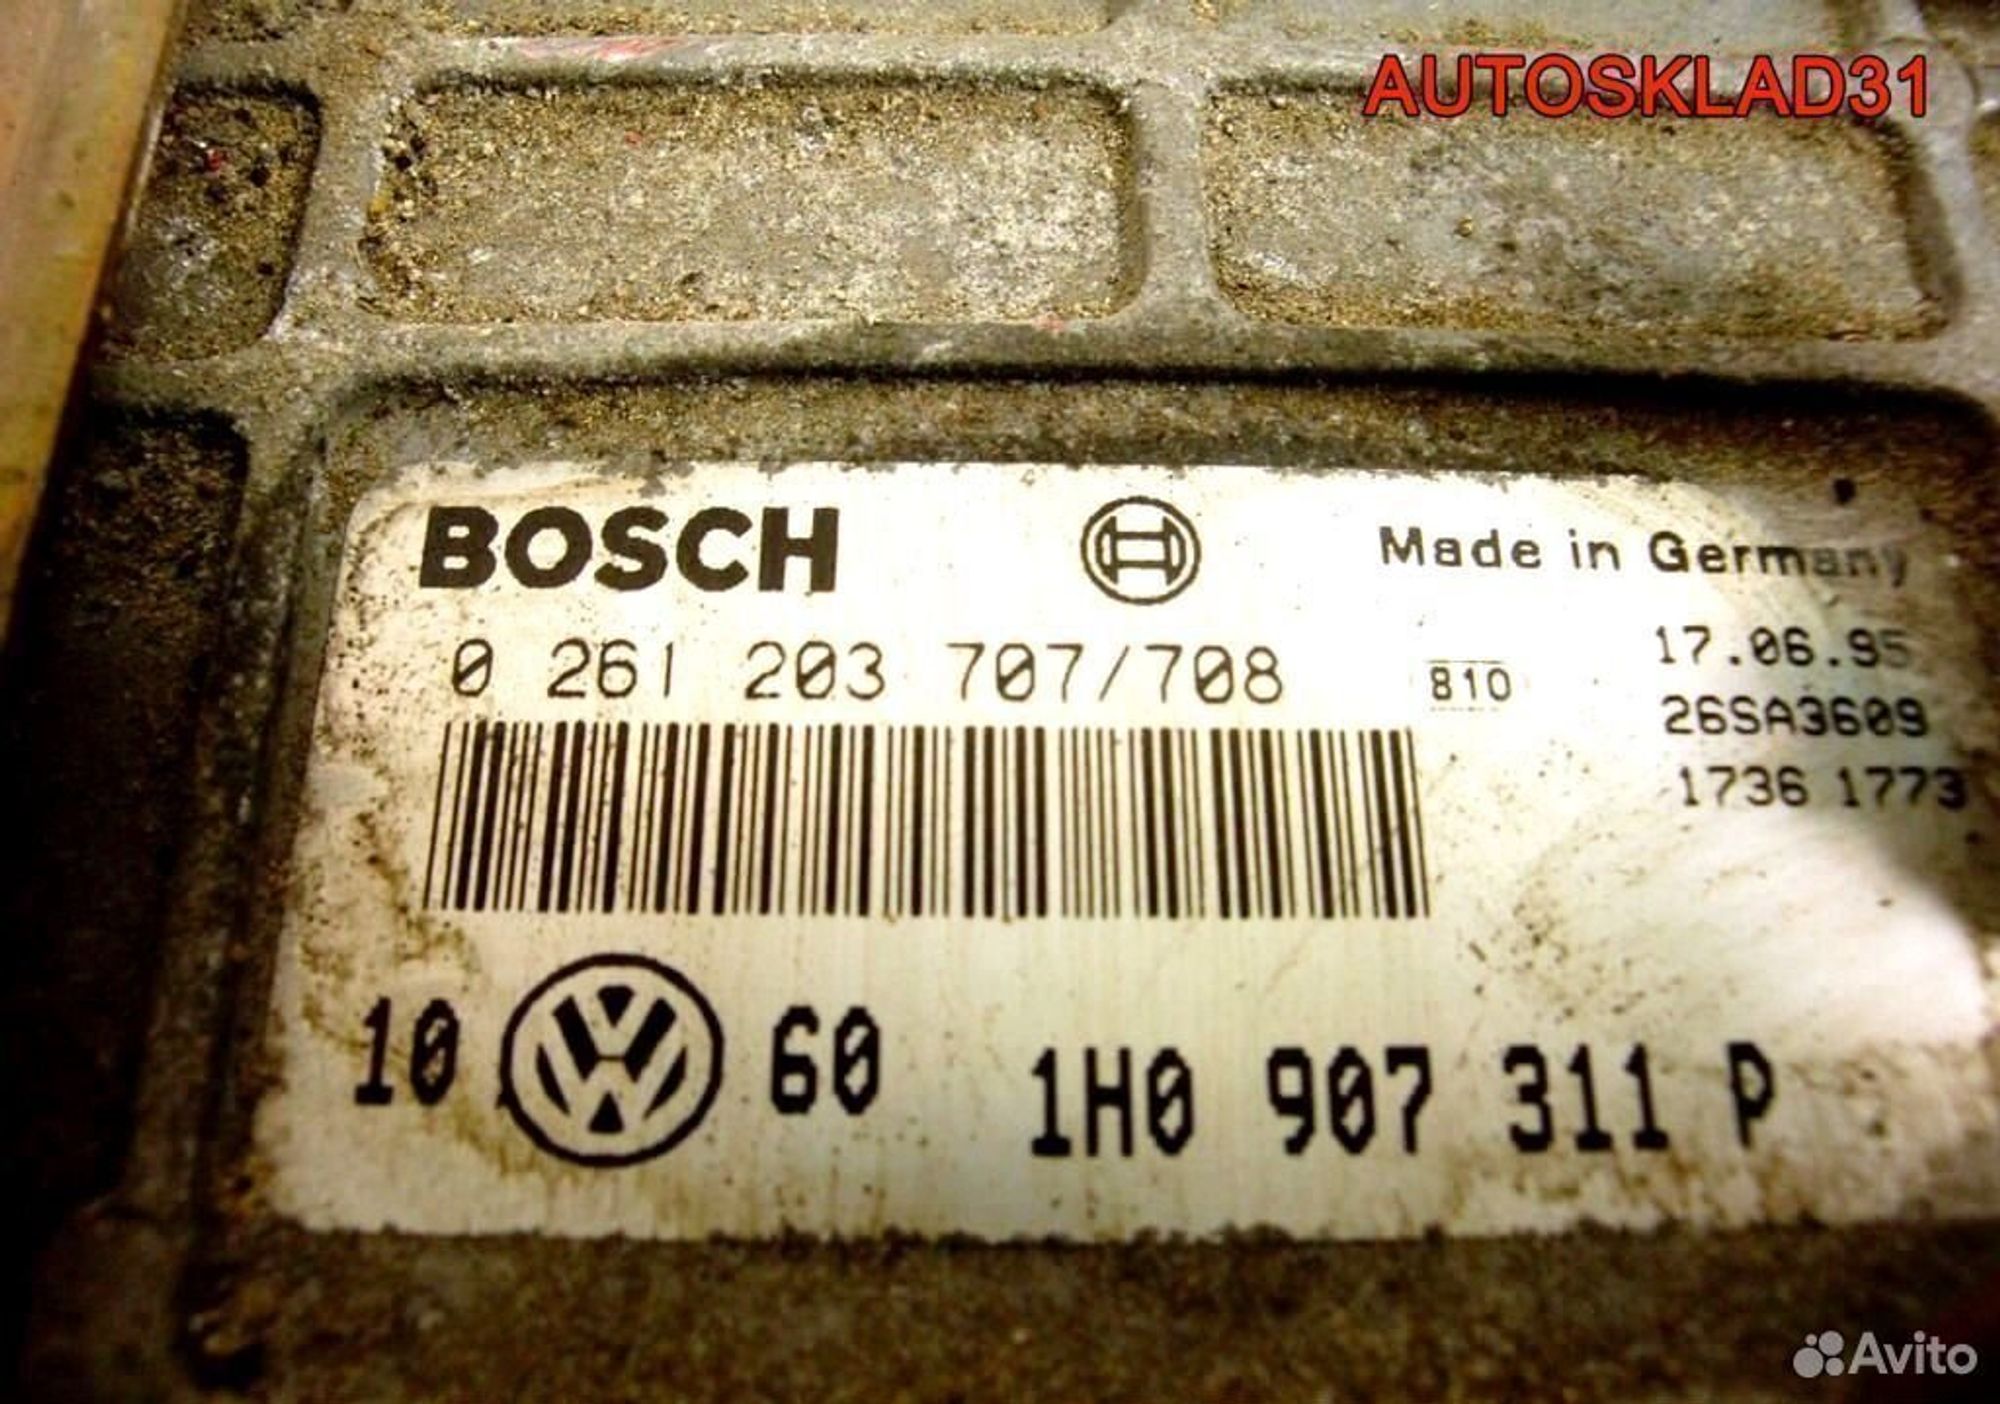 AUTOSKLAD31
BOSCH
Made in Germany
0 261 203 707/708
810
17.06.95
26SA3609
1736 1773
10
60
1H0 907 311 P
Avito